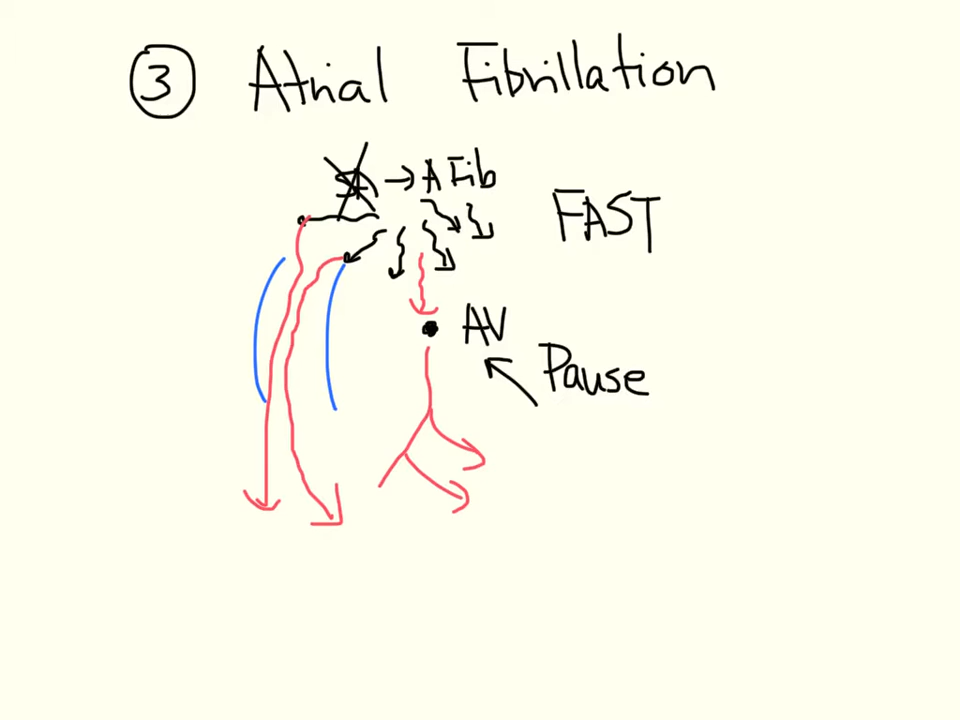 3 Atrial Fibrillation
→ A Fib
FAST
AV
Pause